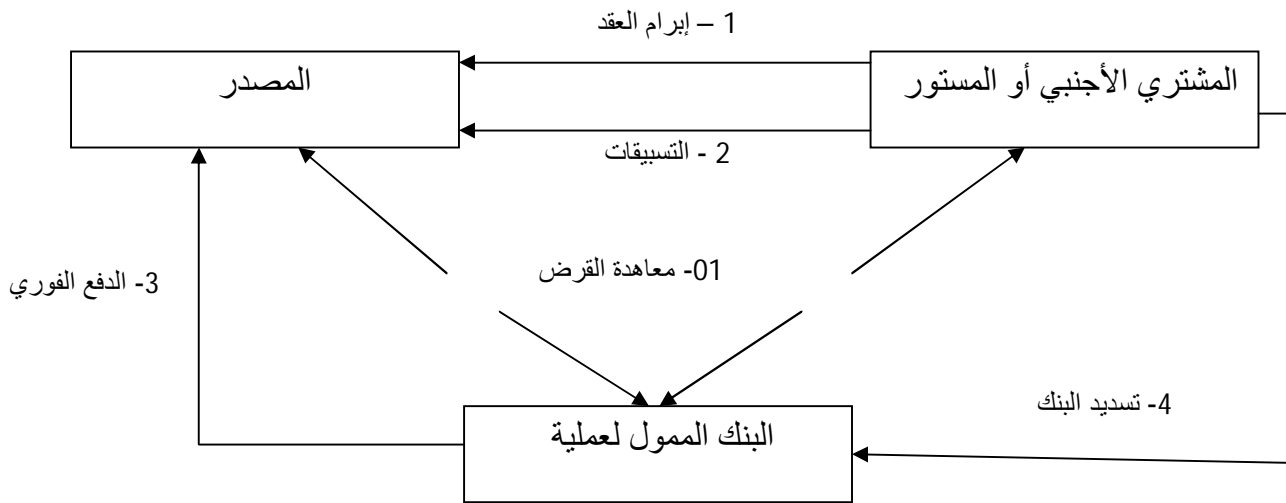 1 – إبرام العقد
المشتري الأجنبي أو المستور
المصدر
2 - التسبيقات
01- معاهدة القرض
3- الدفع الفوري
4- تسديد البنك
البنك الممول لعملية